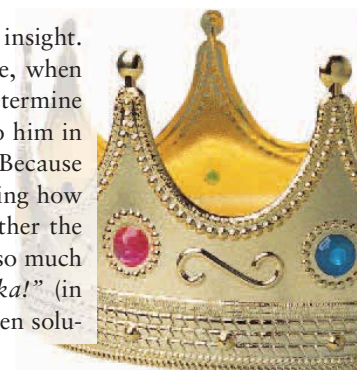 insight.
e, when
termine
o him in
Because
ing how
ther the
so much
ka!” (in
en solu-